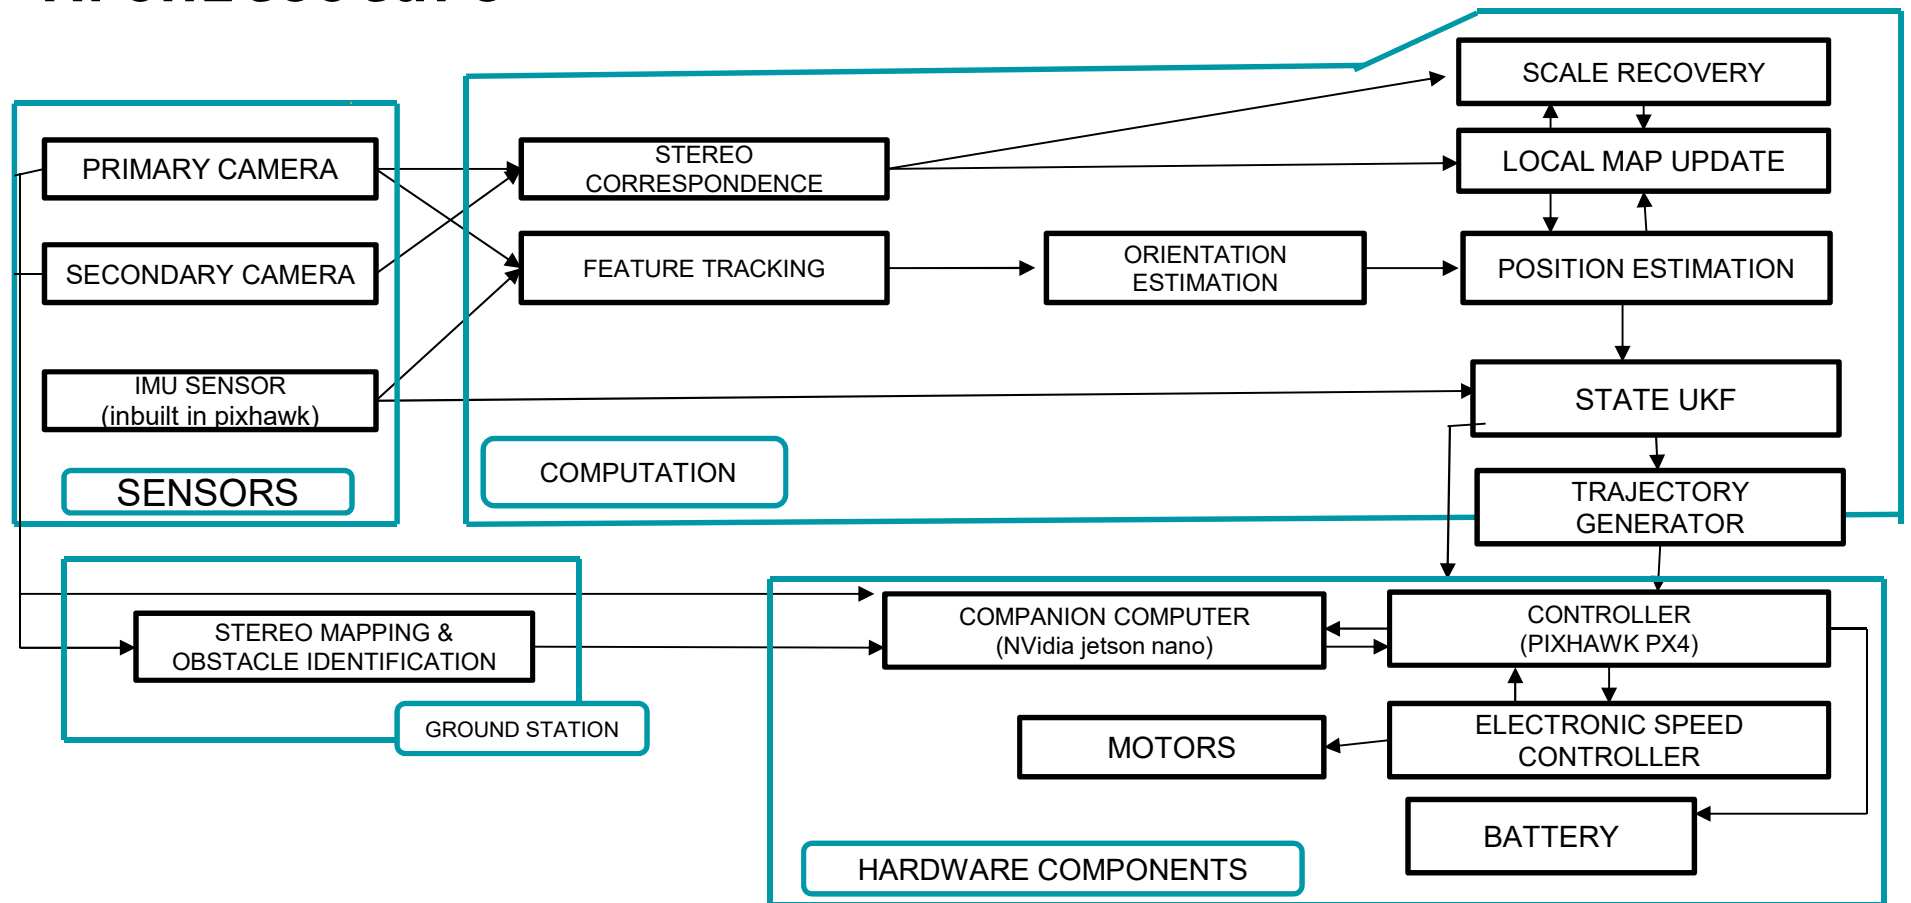 SCALE RECOVERY
PRIMARY CAMERA
STEREO
CORRESPONDENCE
LOCAL MAP UPDATE
SECONDARY CAMERA
FEATURE TRACKING
ORIENTATION
ESTIMATION
POSITION ESTIMATION
IMU SENSOR
(inbuilt in pixhawk)
STATE UKF
SENSORS
COMPUTATION
TRAJECTORY
GENERATOR
STEREO MAPPING &
OBSTACLE IDENTIFICATION
COMPANION COMPUTER
(NVidia jetson nano)
CONTROLLER
(PIXHAWK PX4)
GROUND STATION
MOTORS
ELECTRONIC SPEED
CONTROLLER
BATTERY
HARDWARE COMPONENTS